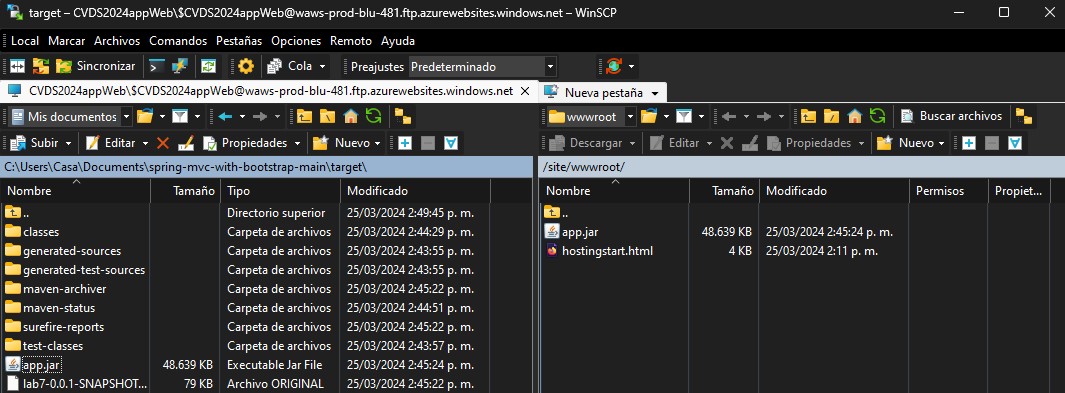 target – CVDS2024appWeb\$CVDS2024appWeb@waws-prod-blu-481.ftp.azurewebsites.windows.net – WinSCP
Local Marcar Archivos Comandos Pestañas Opciones Remoto Ayuda
Sincronizar Cola Preajustes Predeterminado
CVDS2024appWeb\$CVDS2024appWeb@waws-prod-blu-481.ftp.azurewebsites.windows.net × Nueva pestaña
Mis documentos
Subir Editar Propiedades Nuevo
C:\Users\Casa\Documents\spring-mvc-with-bootstrap-main\target\
Nombre Tamaño Tipo Modificado
.. Directorio superior 25/03/2024 2:49:45 p. m.
classes Carpeta de archivos 25/03/2024 2:44:29 p. m.
generated-sources Carpeta de archivos 25/03/2024 2:43:55 p. m.
generated-test-sources Carpeta de archivos 25/03/2024 2:43:55 p. m.
maven-archiver Carpeta de archivos 25/03/2024 2:45:22 p. m.
maven-status Carpeta de archivos 25/03/2024 2:44:51 p. m.
surefire-reports Carpeta de archivos 25/03/2024 2:45:22 p. m.
test-classes Carpeta de archivos 25/03/2024 2:43:57 p. m.
app.jar 48.639 KB Executable Jar File 25/03/2024 2:45:24 p. m.
lab7-0.0.1-SNAPSHOT... 79 KB Archivo ORIGINAL 25/03/2024 2:45:22 p. m.
wwwroot Buscar archivos
Descargar Editar Propiedades Nuevo
/site/wwwroot/
Nombre Tamaño Modificado Permisos Propiet...
..
app.jar 48.639 KB 25/03/2024 2:45:24 p. m.
hostingstart.html 4 KB 25/03/2024 2:11 p. m.